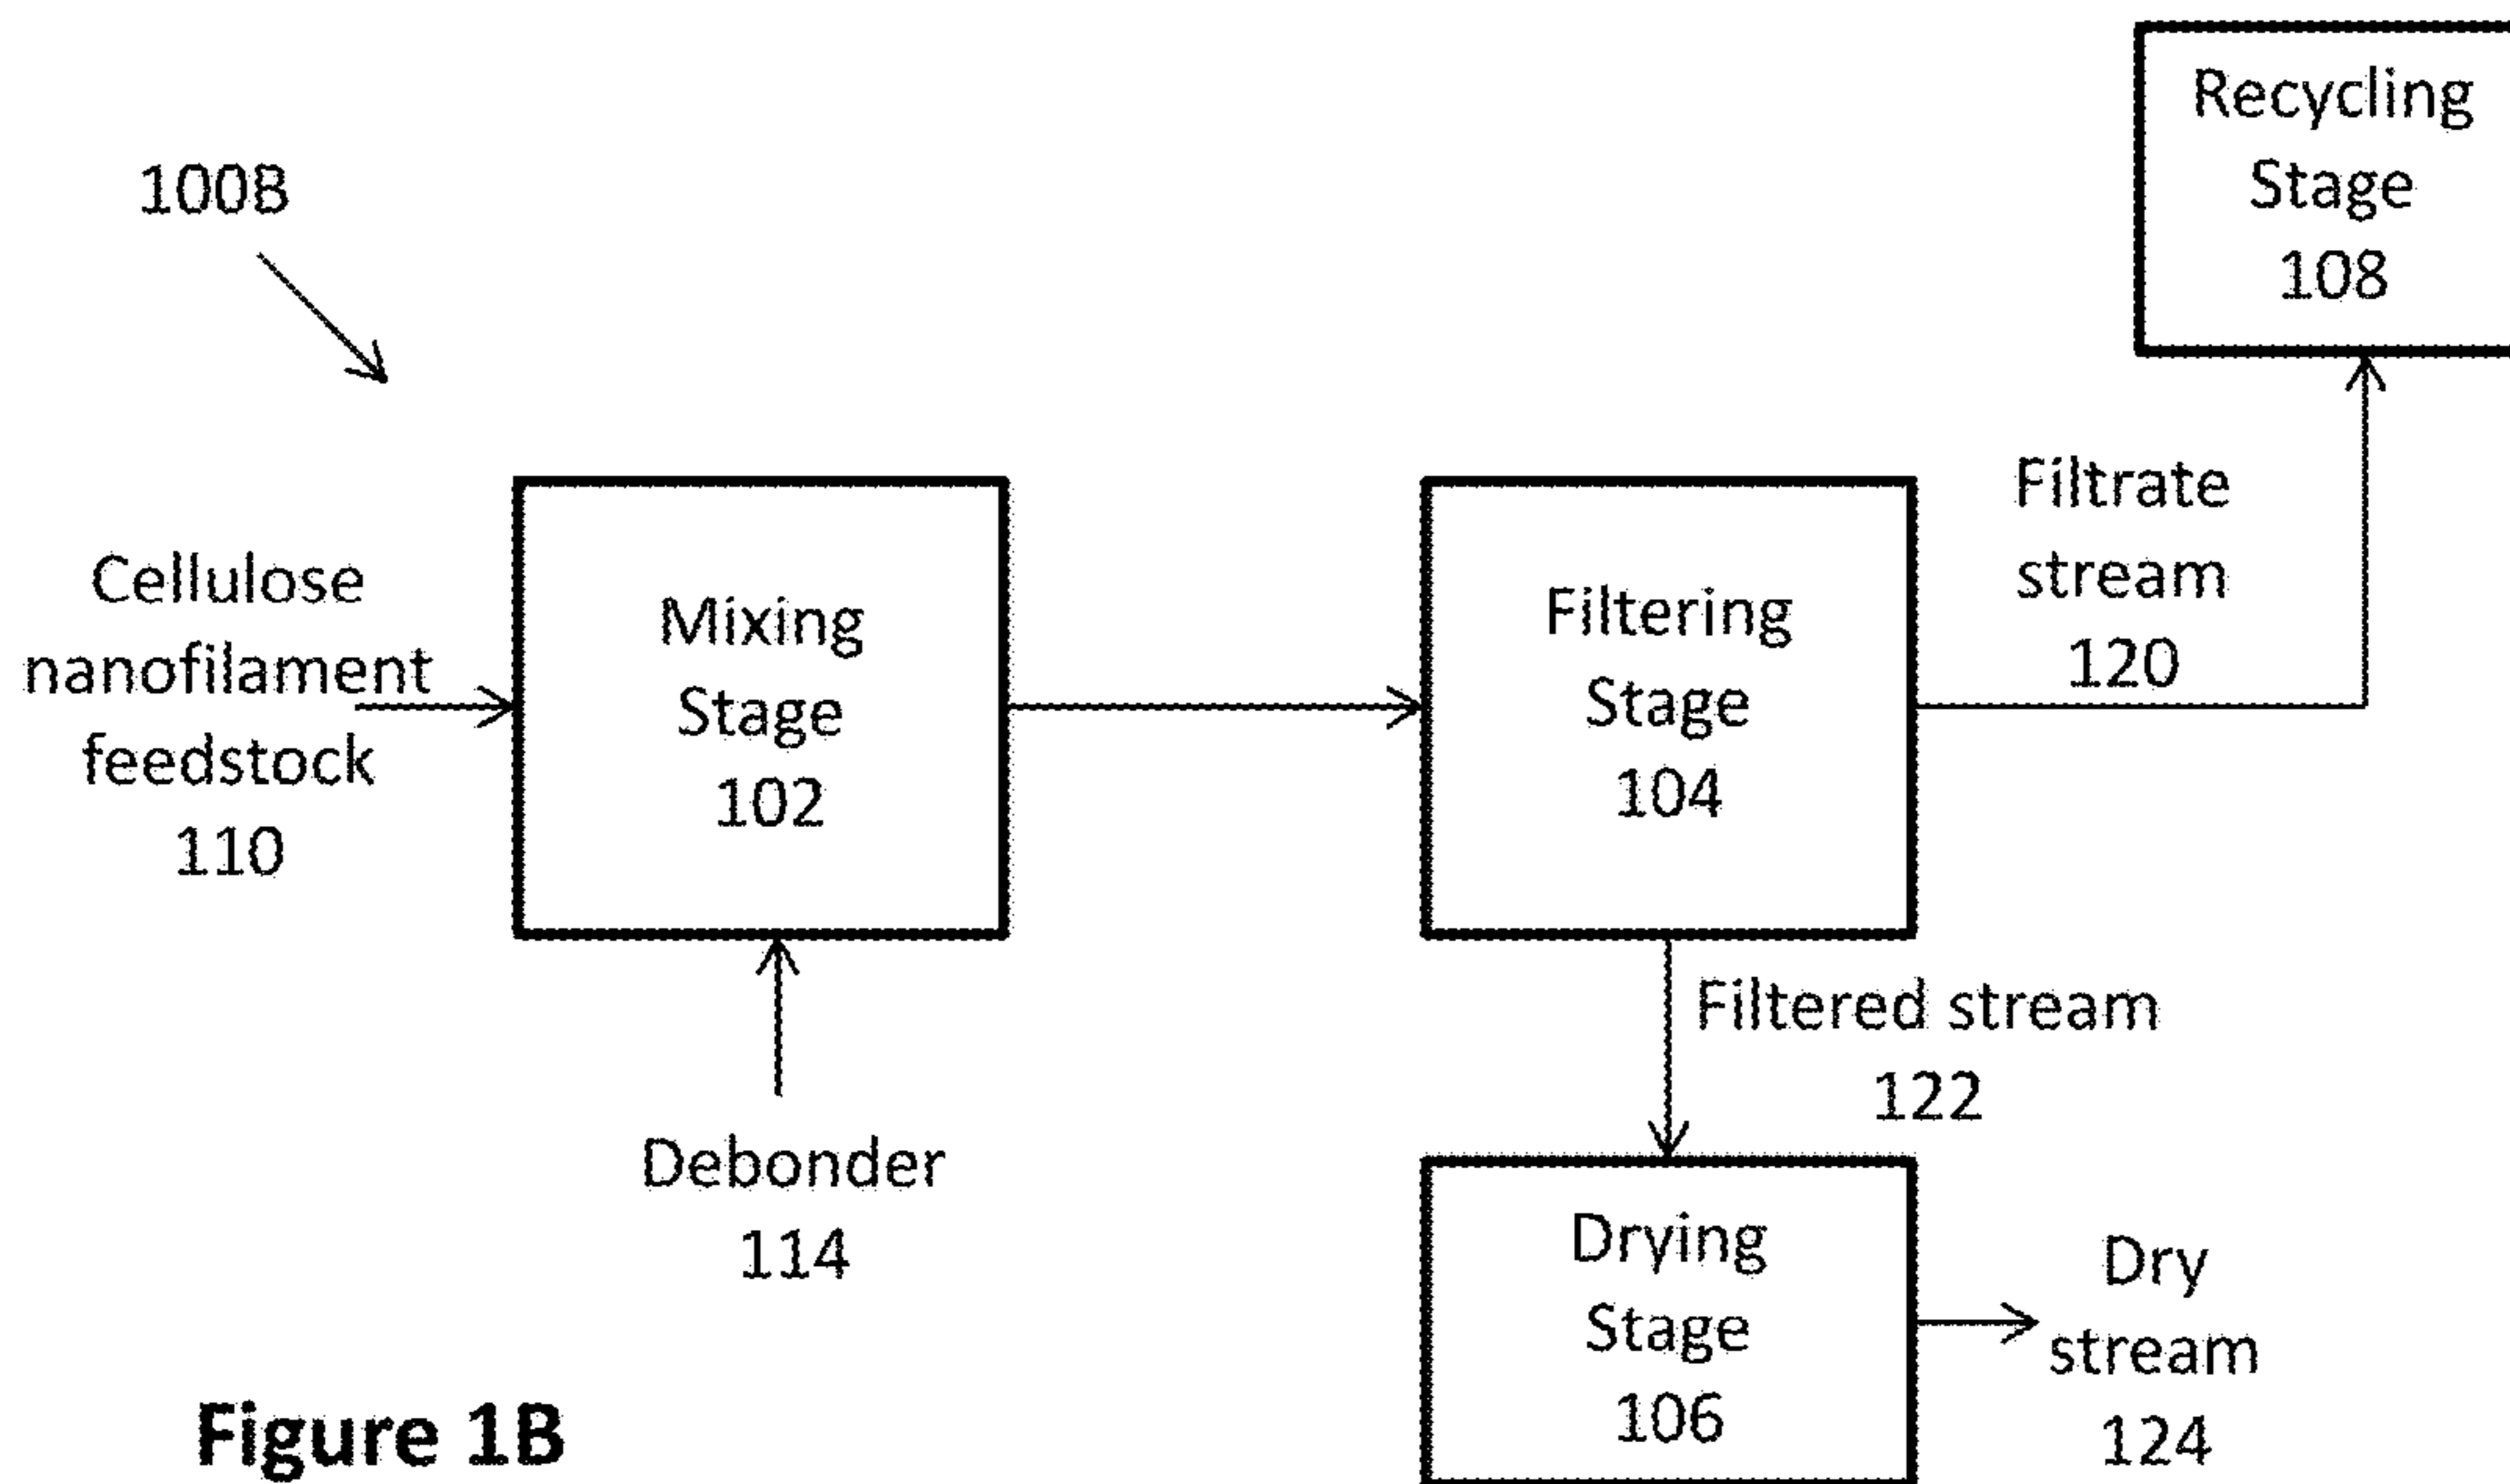 Recycling
Stage
108
100B
Cellulose
nanofilament
feedstock
110
Mixing
Stage
102
Filtering
Stage
104
Filtrate
stream
120
Filtered stream
122
Debonder
114
Drying
Stage
106
Dry
stream
124
Figure 1B